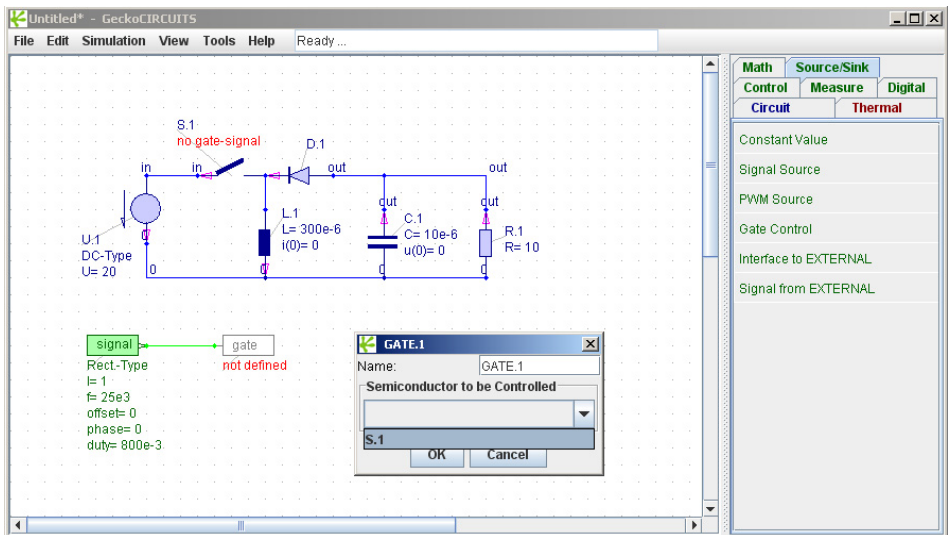 Untitled* - GeckoCIRCUITS
File Edit Simulation View Tools Help Ready ...
Math Source/Sink
Control Measure Digital
Circuit Thermal
Constant Value
Signal Source
PWM Source
Gate Control
Interface to EXTERNAL
Signal from EXTERNAL
S.1
no gate-signal
D.1
in in out out
out out
U.1
DC-Type
U= 20
L.1
L= 300e-6
i(0)= 0
C.1
C= 10e-6
u(0)= 0
R.1
R= 10
0 0 0 0 0
signal
Rect.-Type
I= 1
f= 25e3
offset= 0
phase= 0
duty= 800e-3
gate
not defined
GATE.1
Name: GATE.1
Semiconductor to be Controlled
S.1
OK Cancel